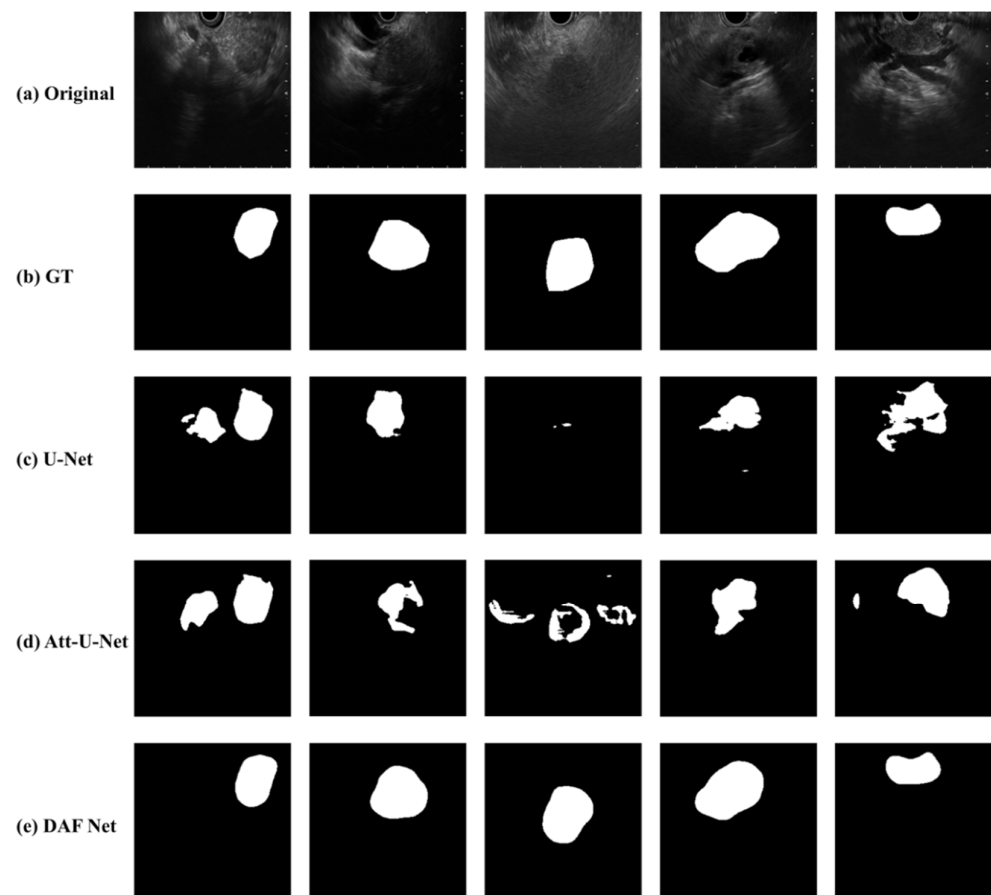 (a) Original
(b) GT
(c) U-Net
(d) Att-U-Net
(e) DAF Net